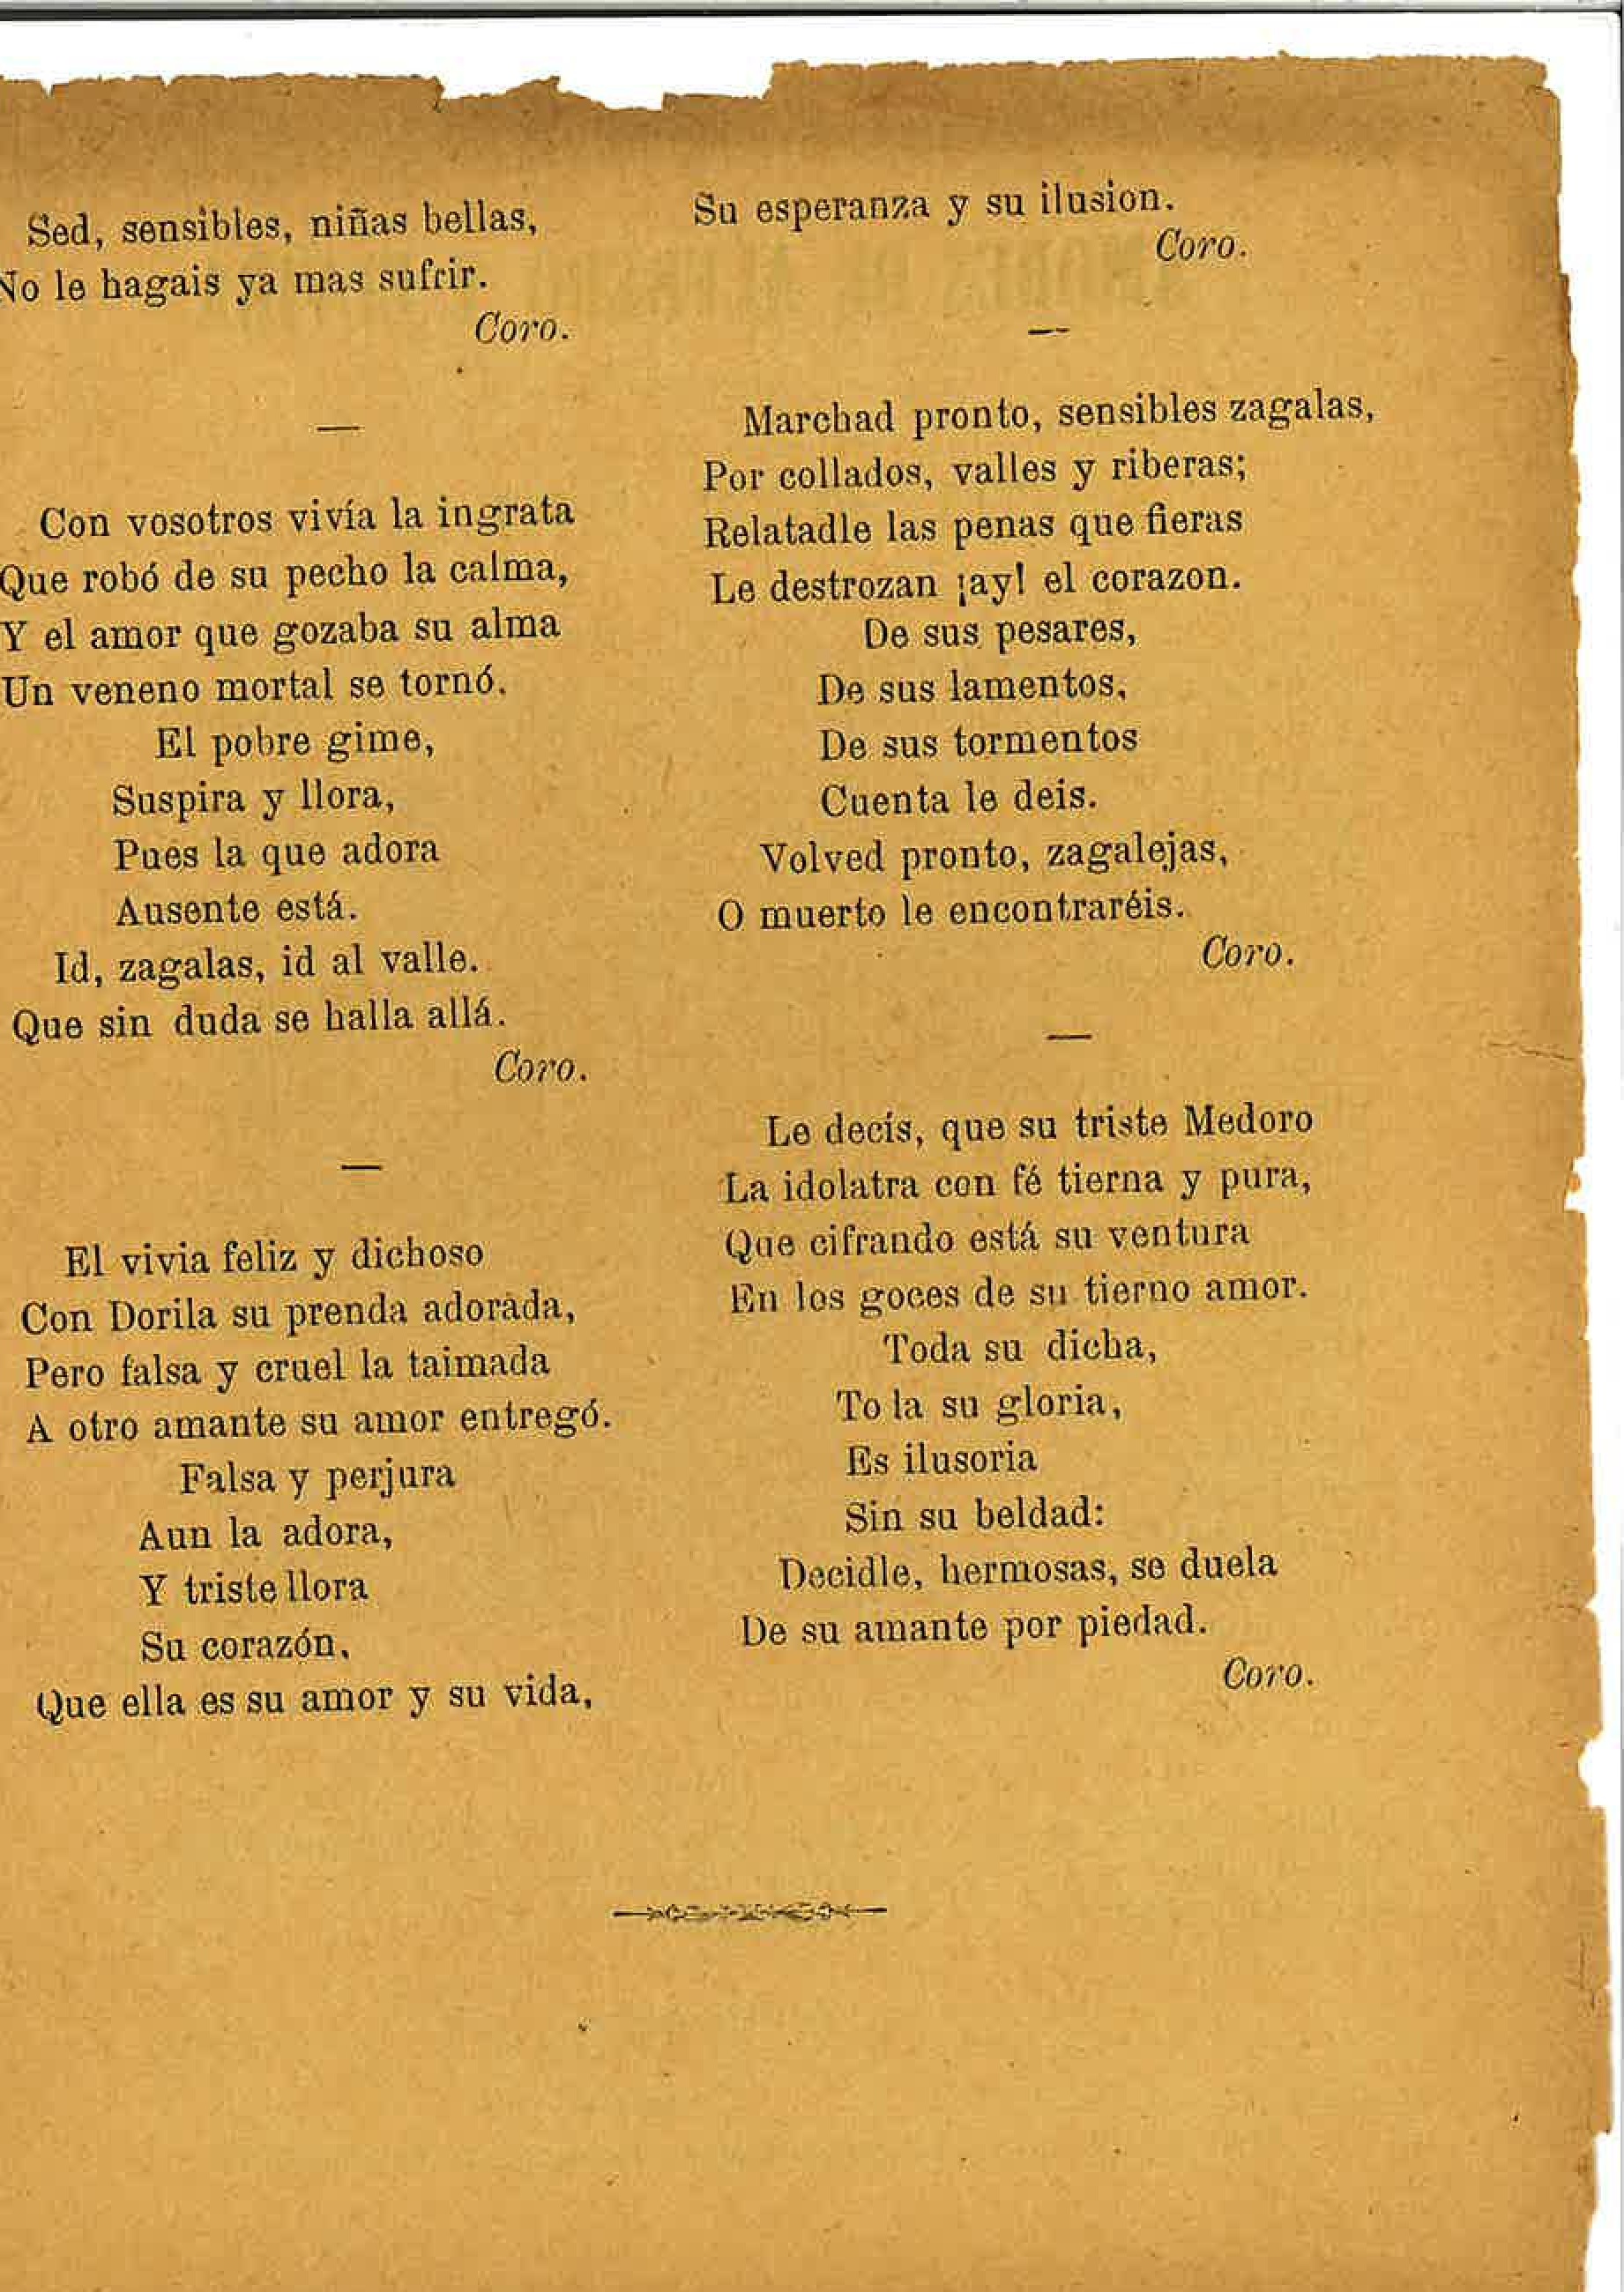 Sed, sensibles, niñas bellas,
No le hagais ya mas sufrir.
Coro.
—
Con vosotros vivía la ingrata
Que robó de su pecho la calma,
Y el amor que gozaba su alma
Un veneno mortal se tornó.
El pobre gime,
Suspira y llora,
Pues la que adora
Ausente está.
Id, zagalas, id al valle.
Que sin duda se halla allá.
Coro.
—
El vivia feliz y dichoso
Con Dorila su prenda adorada,
Pero falsa y cruel la taimada
A otro amante su amor entregó.
Falsa y perjura
Aun la adora,
Y triste llora
Su corazón,
Que ella es su amor y su vida,
Su esperanza y su ilusion.
Coro.
—
Marchad pronto, sensibles zagalas,
Por collados, valles y riberas;
Relatadle las penas que fieras
Le destrozan ¡ay! el corazon.
De sus pesares,
De sus lamentos,
De sus tormentos
Cuenta le deis.
Volved pronto, zagalejas,
O muerto le encontraréis.
Coro.
—
Le decís, que su triste Medoro
La idolatra con fé tierna y pura,
Que cifrando está su ventura
En los goces de su tierno amor.
Toda su dicha,
To la su gloria,
Es ilusoria
Sin su beldad:
Decidle, hermosas, se duela
De su amante por piedad.
Coro.